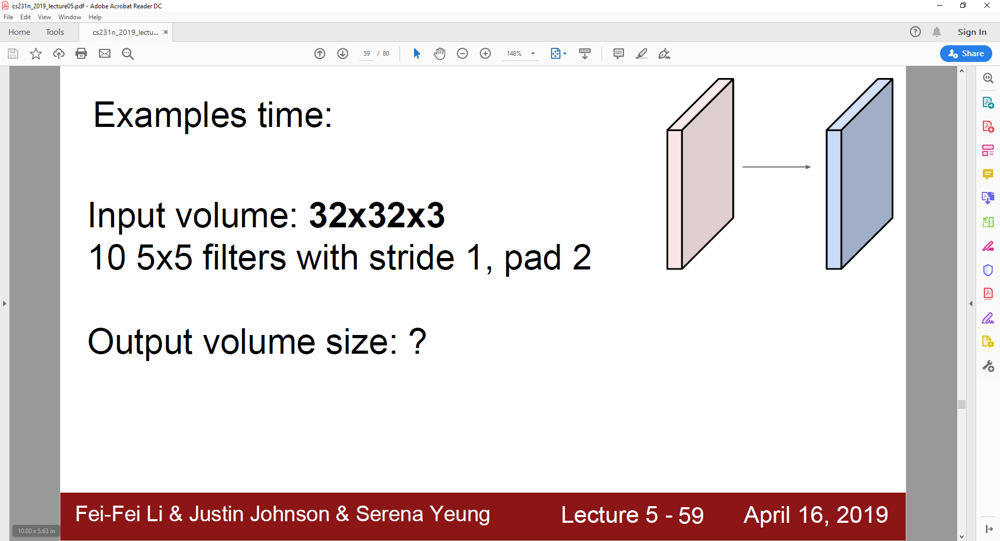 cs231n_2019_lecture05.pdf - Adobe Acrobat Reader DC
File Edit View Window Help
Home Tools cs231n_2019_lectu... × Sign In
59 / 80 148% Share
Examples time:
Input volume: 32x32x3
10 5x5 filters with stride 1, pad 2
Output volume size: ?
Fei-Fei Li & Justin Johnson & Serena Yeung Lecture 5 - 59 April 16, 2019
10.00 x 5.63 in